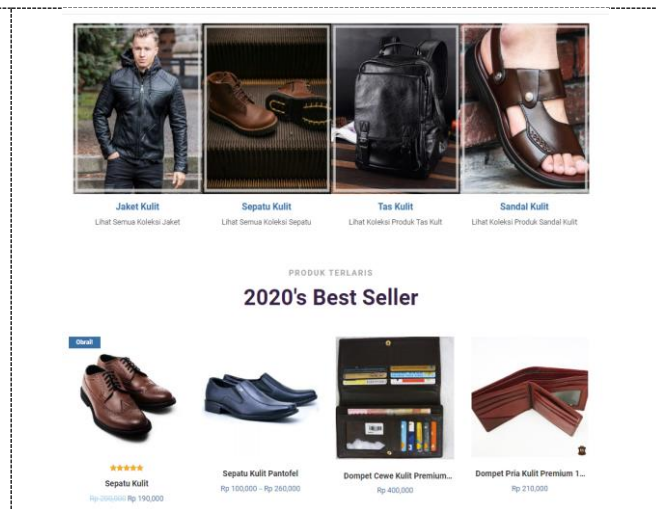 Jaket Kulit
Lihat Semua Koleksi Jaket
Sepatu Kulit
Lihat Semua Koleksi Sepatu
Tas Kulit
Lihat Koleksi Produk Tas Kult
Sandal Kulit
Lihat Koleksi Produk Sandal Kulit
PRODUK TERLARIS
2020's Best Seller
Obral!
Sepatu Kulit
Rp 200,000 Rp 190,000
Sepatu Kulit Pantofel
Rp 100,000 – Rp 260,000
Dompet Cewe Kulit Premium...
Rp 400,000
Dompet Pria Kulit Premium 1...
Rp 210,000